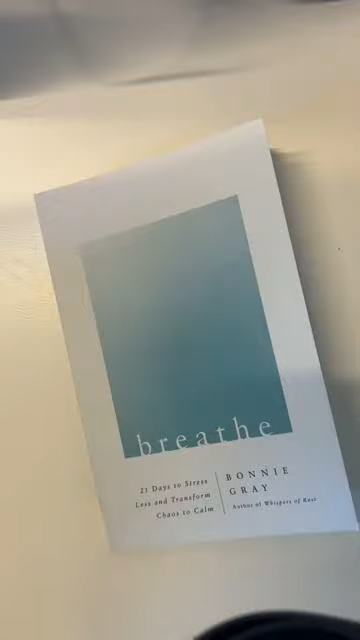 breathe
21 Days to Stress
Less and Transform
Chaos to Calm
BONNIE
GRAY
Author of Whispers of Rest